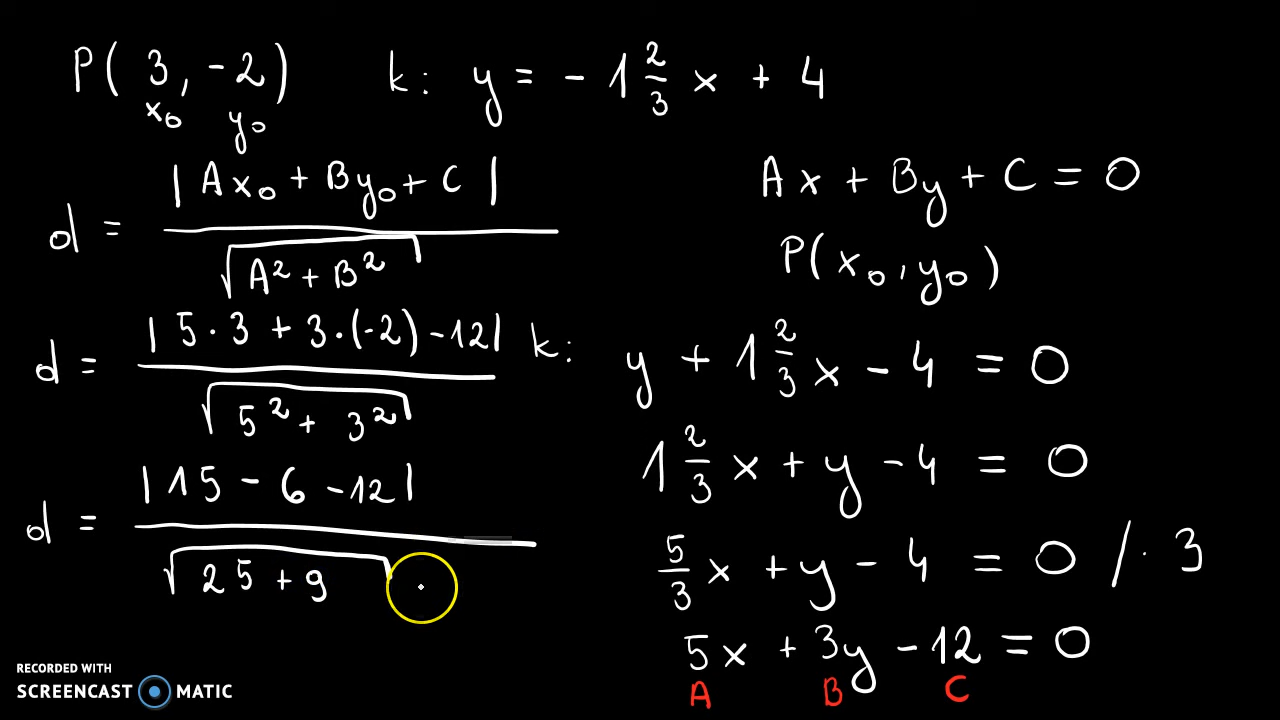 P(3, -2)   k: y = -1 2/3 x + 4
x₀ y₀
d = |Ax₀ + By₀ + C| / √(A² + B²)
Ax + By + C = 0
P(x₀, y₀)
d = |5·3 + 3·(-2) -12| / √(5² + 3²)
k: y + 1 2/3 x - 4 = 0
1 2/3 x + y - 4 = 0
d = |15 - 6 - 12| / √(25 + 9)
5/3 x + y - 4 = 0 /· 3
5x + 3y - 12 = 0
A B C
RECORDED WITH
SCREENCAST MATIC